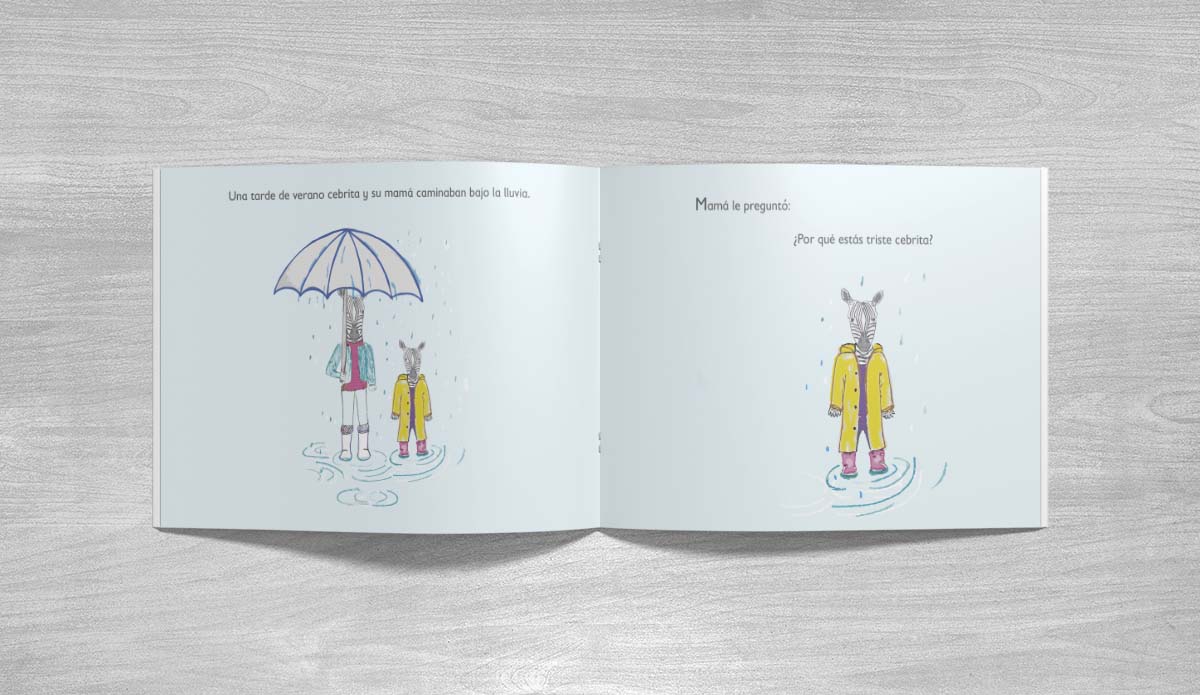 Una tarde de verano cebrita y su mamá caminaban bajo la lluvia.
Mamá le preguntó:
¿Por qué estás triste cebrita?